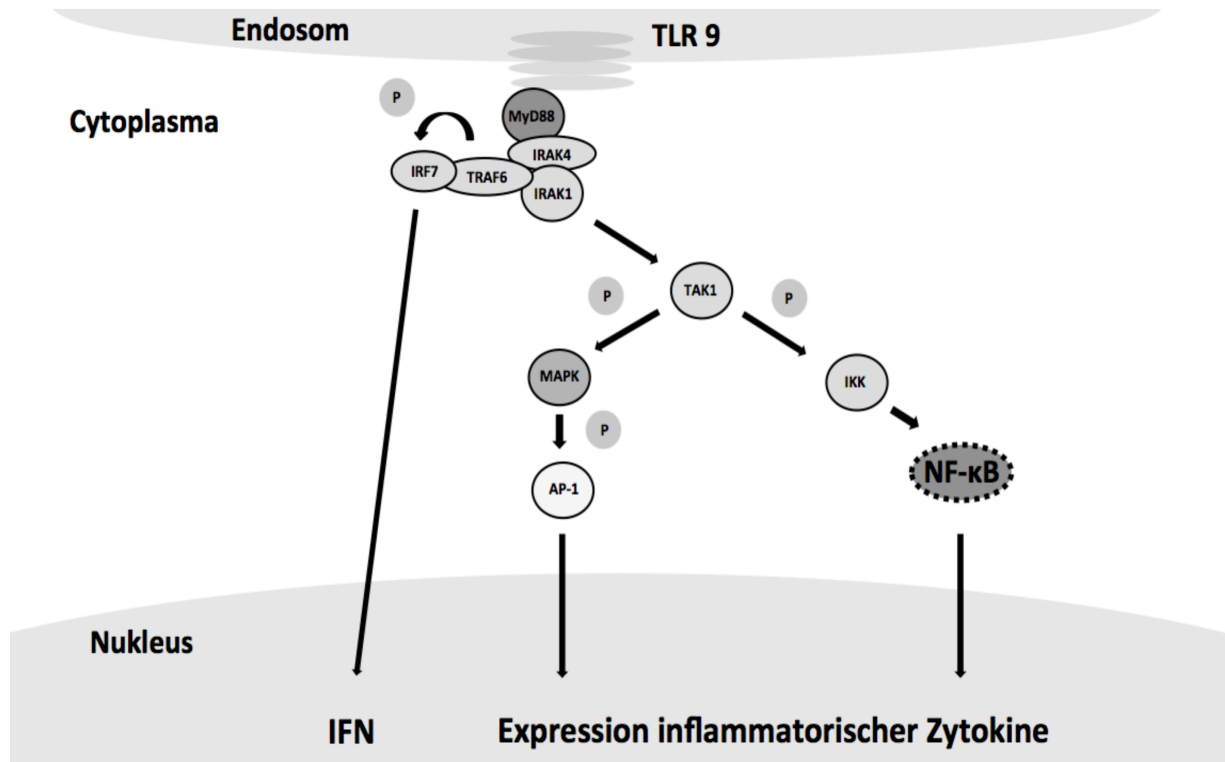 Endosom
TLR 9
P
Cytoplasma
MyD88
IRAK4
IRF7
TRAF6
IRAK1
TAK1
P
P
MAPK
IKK
P
NF-κB
AP-1
Nukleus
IFN
Expression inflammatorischer Zytokine